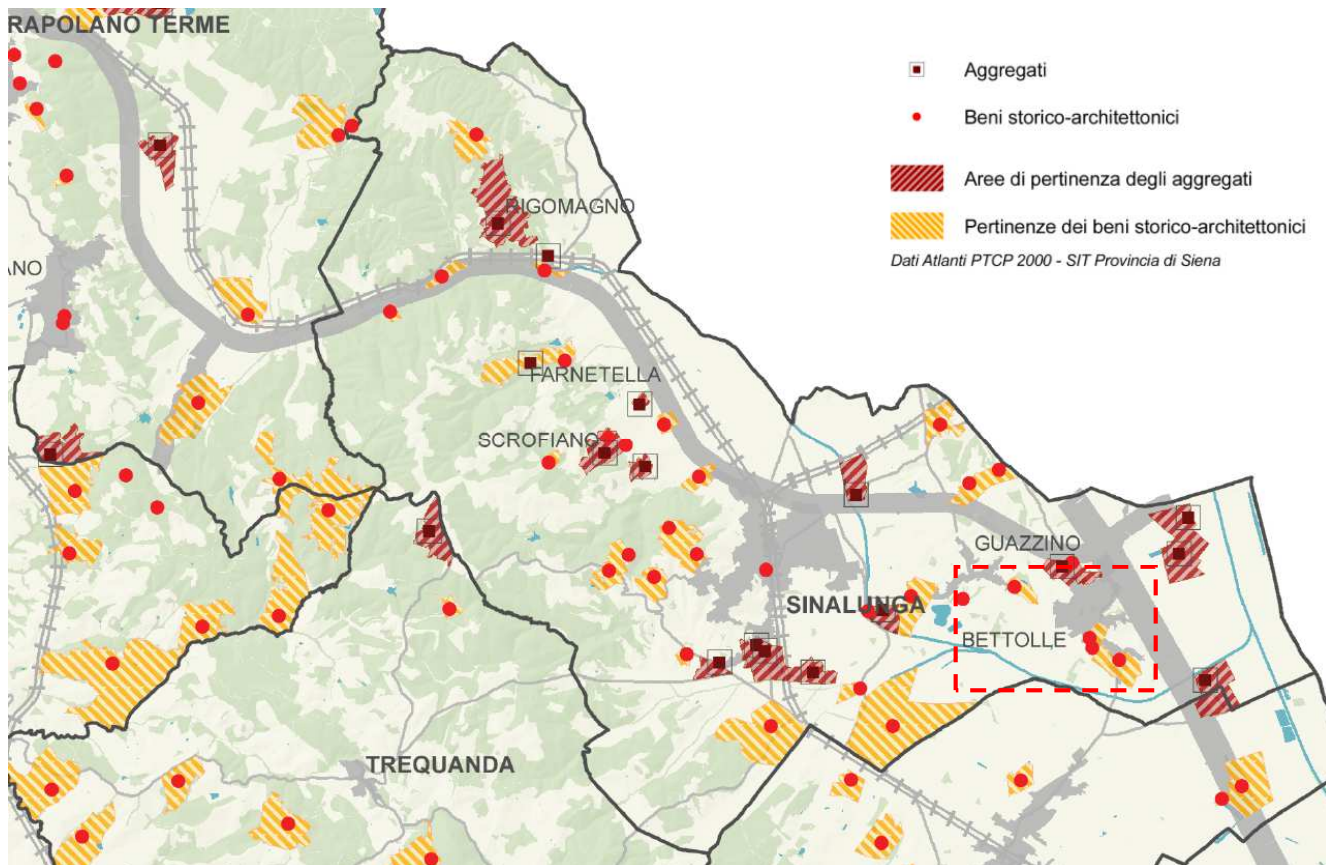 RAPOLANO TERME
Aggregati
Beni storico-architettonici
Aree di pertinenza degli aggregati
RIGOMAGNO
Pertinenze dei beni storico-architettonici
Dati Atlanti PTCP 2000 - SIT Provincia di Siena
ANO
FARNETELLA
SCROFIANO
GUAZZINO
SINALUNGA
BETTOLLE
TREQUANDA